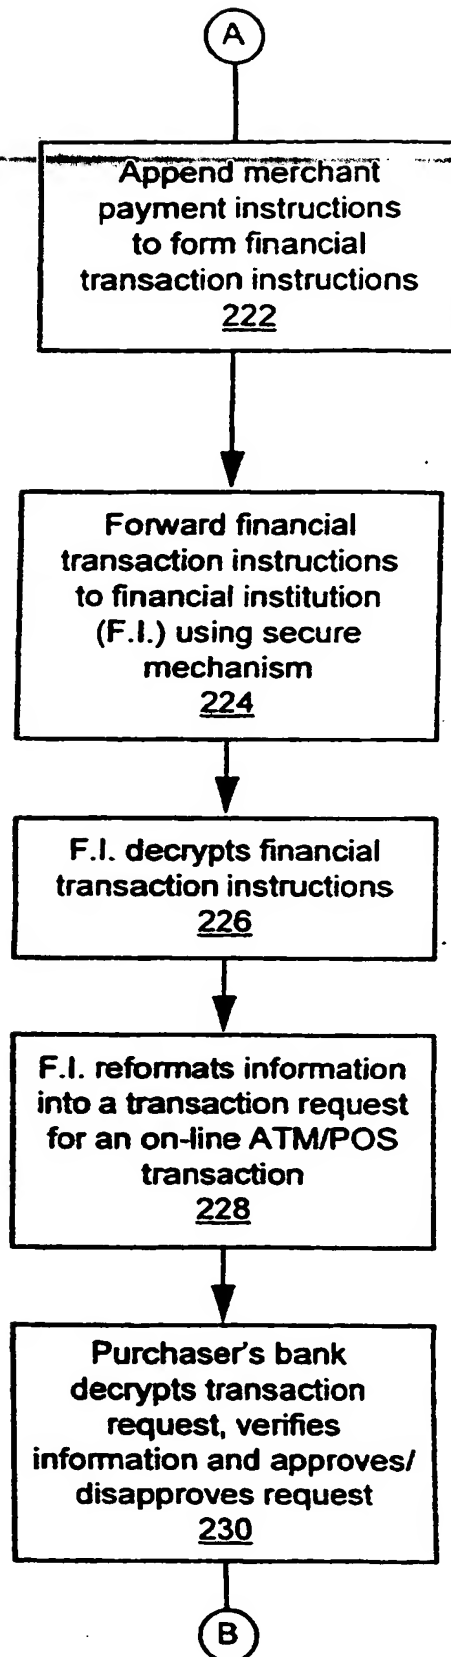 A
Append merchant
payment instructions
to form financial
transaction instructions
222
Forward financial
transaction instructions
to financial institution
(F.I.) using secure
mechanism
224
F.I. decrypts financial
transaction instructions
226
F.I. reformats information
into a transaction request
for an on-line ATM/POS
transaction
228
Purchaser's bank
decrypts transaction
request, verifies
information and approves/
disapproves request
230
B